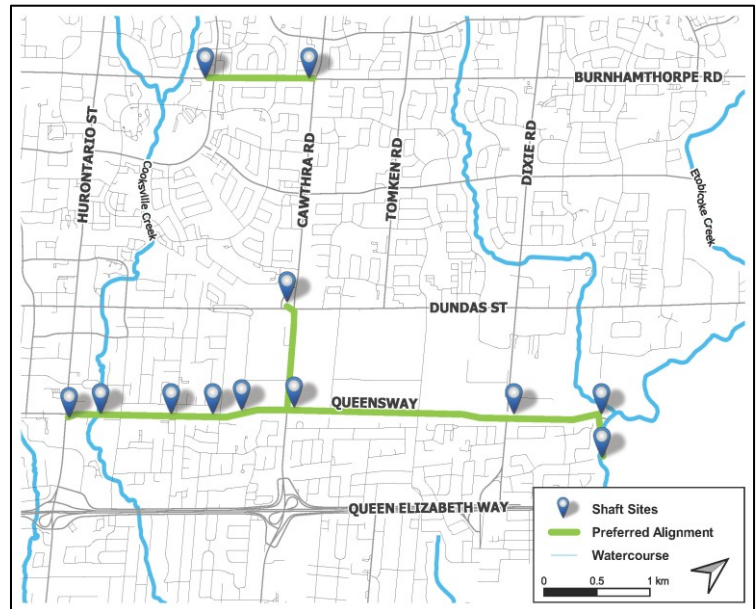 BURNHAMTHORPE RD
HURONTARIO ST
Cooksville Creek
CAWTHRA RD
TOMKEN RD
DIXIE RD
Etobicoke Creek
DUNDAS ST
QUEENSWAY
QUEEN ELIZABETH WAY
Shaft Sites
Preferred Alignment
Watercourse
0 0.5 1 km